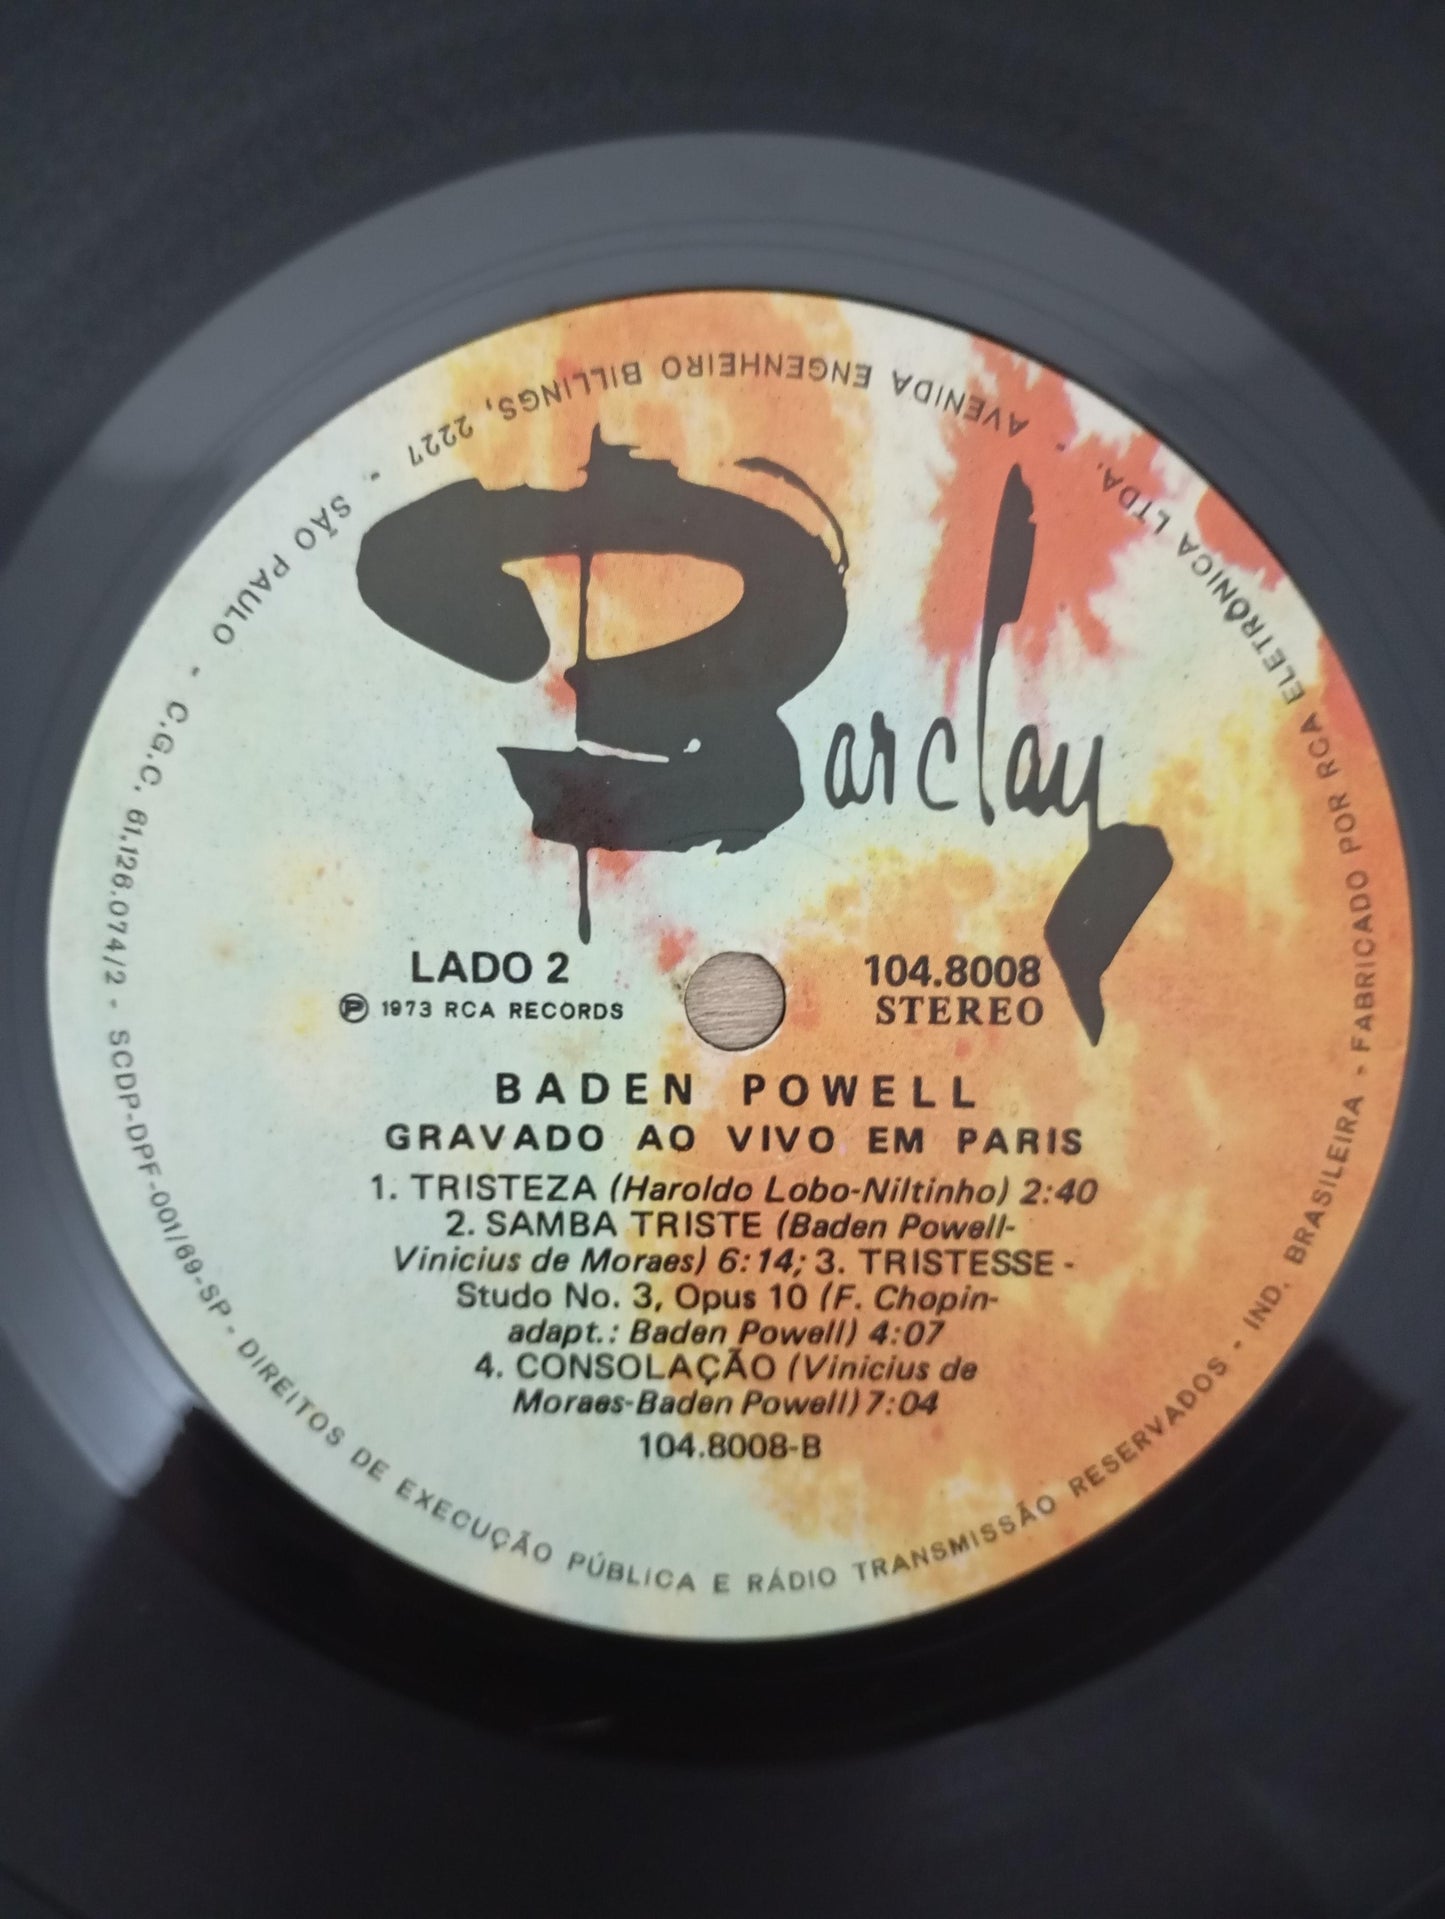 Barclay
LADO 2
Ⓟ 1973 RCA RECORDS
104.8008
STEREO
BADEN POWELL
GRAVADO AO VIVO EM PARIS
1. TRISTEZA (Haroldo Lobo-Niltinho) 2:40
2. SAMBA TRISTE (Baden Powell-
Vinicius de Moraes) 6:14; 3. TRISTESSE -
Studo No. 3, Opus 10 (F. Chopin-
adapt.: Baden Powell) 4:07
4. CONSOLAÇÃO (Vinicius de
Moraes-Baden Powell) 7:04
104.8008-B
FABRICADO POR RCA ELETRÔNICA LTDA. - AVENIDA ENGENHEIRO BILLINGS, 2227 - SÃO PAULO - C.G.C. 61.126.074/2 - SCDP-DPF-001/69-SP - DIREITOS DE EXECUÇÃO PÚBLICA E RÁDIO TRANSMISSÃO RESERVADOS - IND. BRASILEIRA -